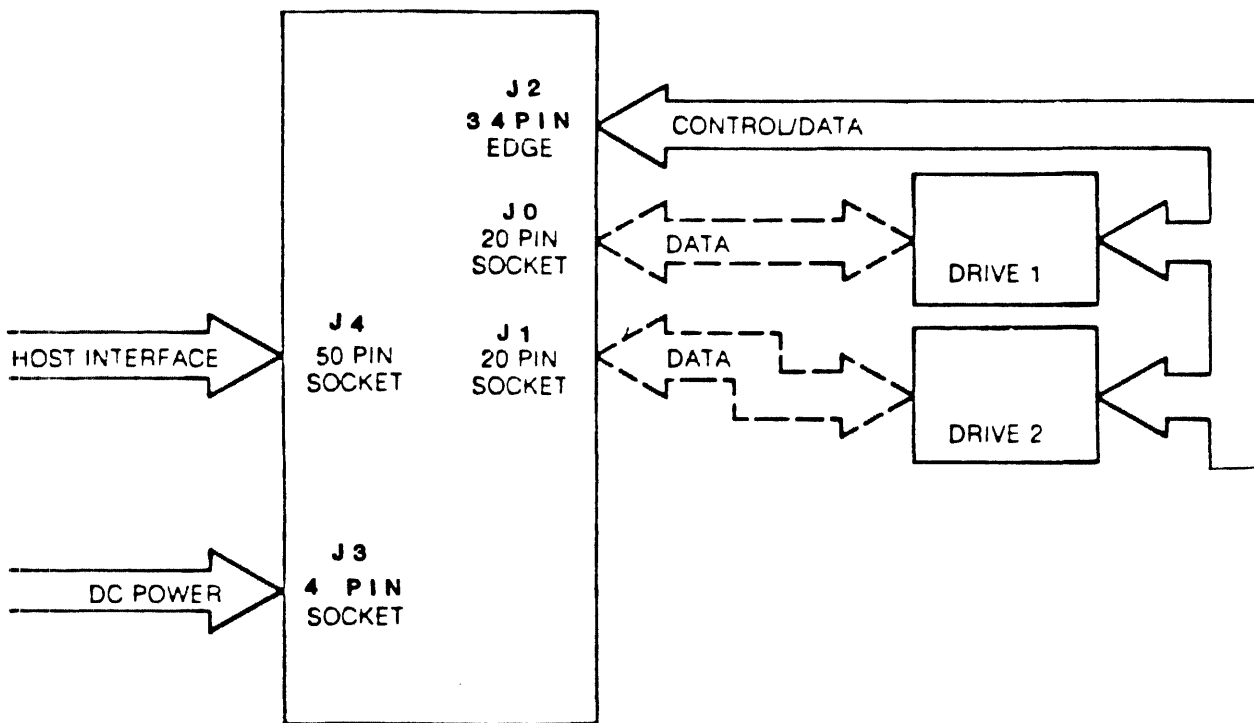 J2
34 PIN
EDGE
CONTROL/DATA
J0
20 PIN
SOCKET
DATA
DRIVE 1
HOST INTERFACE
J4
50 PIN
SOCKET
J1
20 PIN
SOCKET
DATA
DRIVE 2
DC POWER
J3
4 PIN
SOCKET